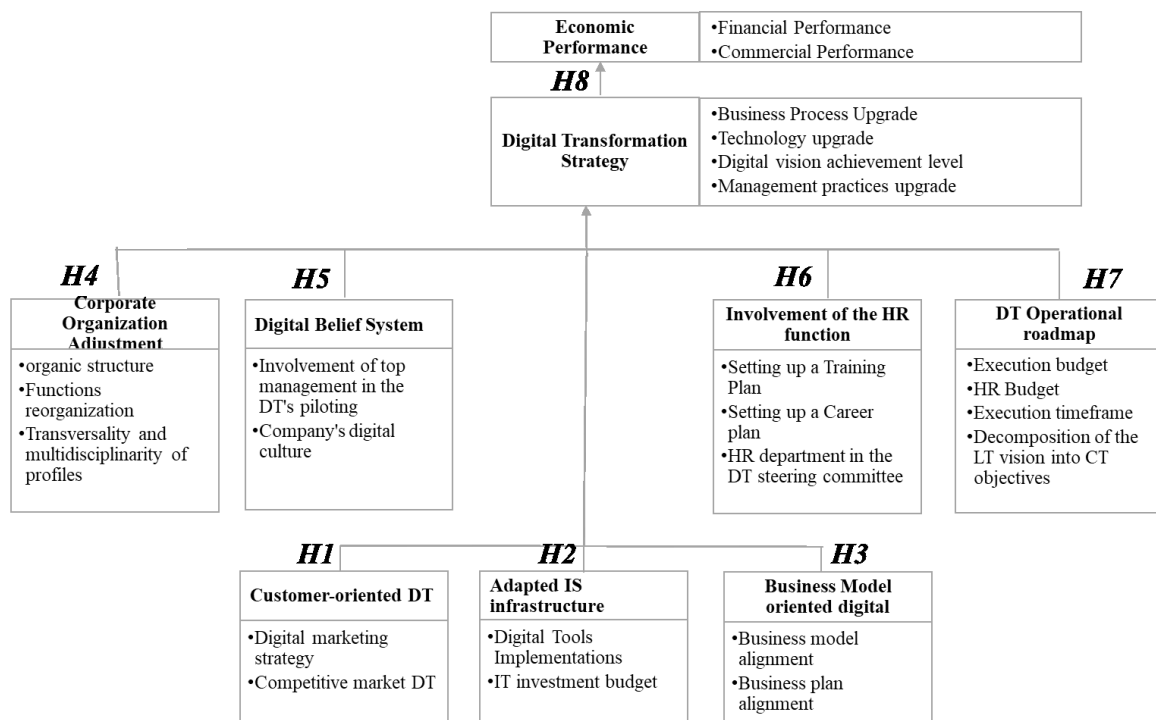 Economic
Performance
•Financial Performance
•Commercial Performance
H8
Digital Transformation
Strategy
•Business Process Upgrade
•Technology upgrade
•Digital vision achievement level
•Management practices upgrade
H4
Corporate
Organization
Adjustment
•organic structure
•Functions
reorganization
•Transversality and
multidisciplinarity of
profiles
H5
Digital Belief System
•Involvement of top
management in the
DT's piloting
•Company's digital
culture
H6
Involvement of the HR
function
•Setting up a Training
Plan
•Setting up a Career
plan
•HR department in the
DT steering committee
H7
DT Operational
roadmap
•Execution budget
•HR Budget
•Execution timeframe
•Decomposition of the
LT vision into CT
objectives
H1
Customer-oriented DT
•Digital marketing
strategy
•Competitive market DT
H2
Adapted IS
infrastructure
•Digital Tools
Implementations
•IT investment budget
H3
Business Model
oriented digital
•Business model
alignment
•Business plan
alignment